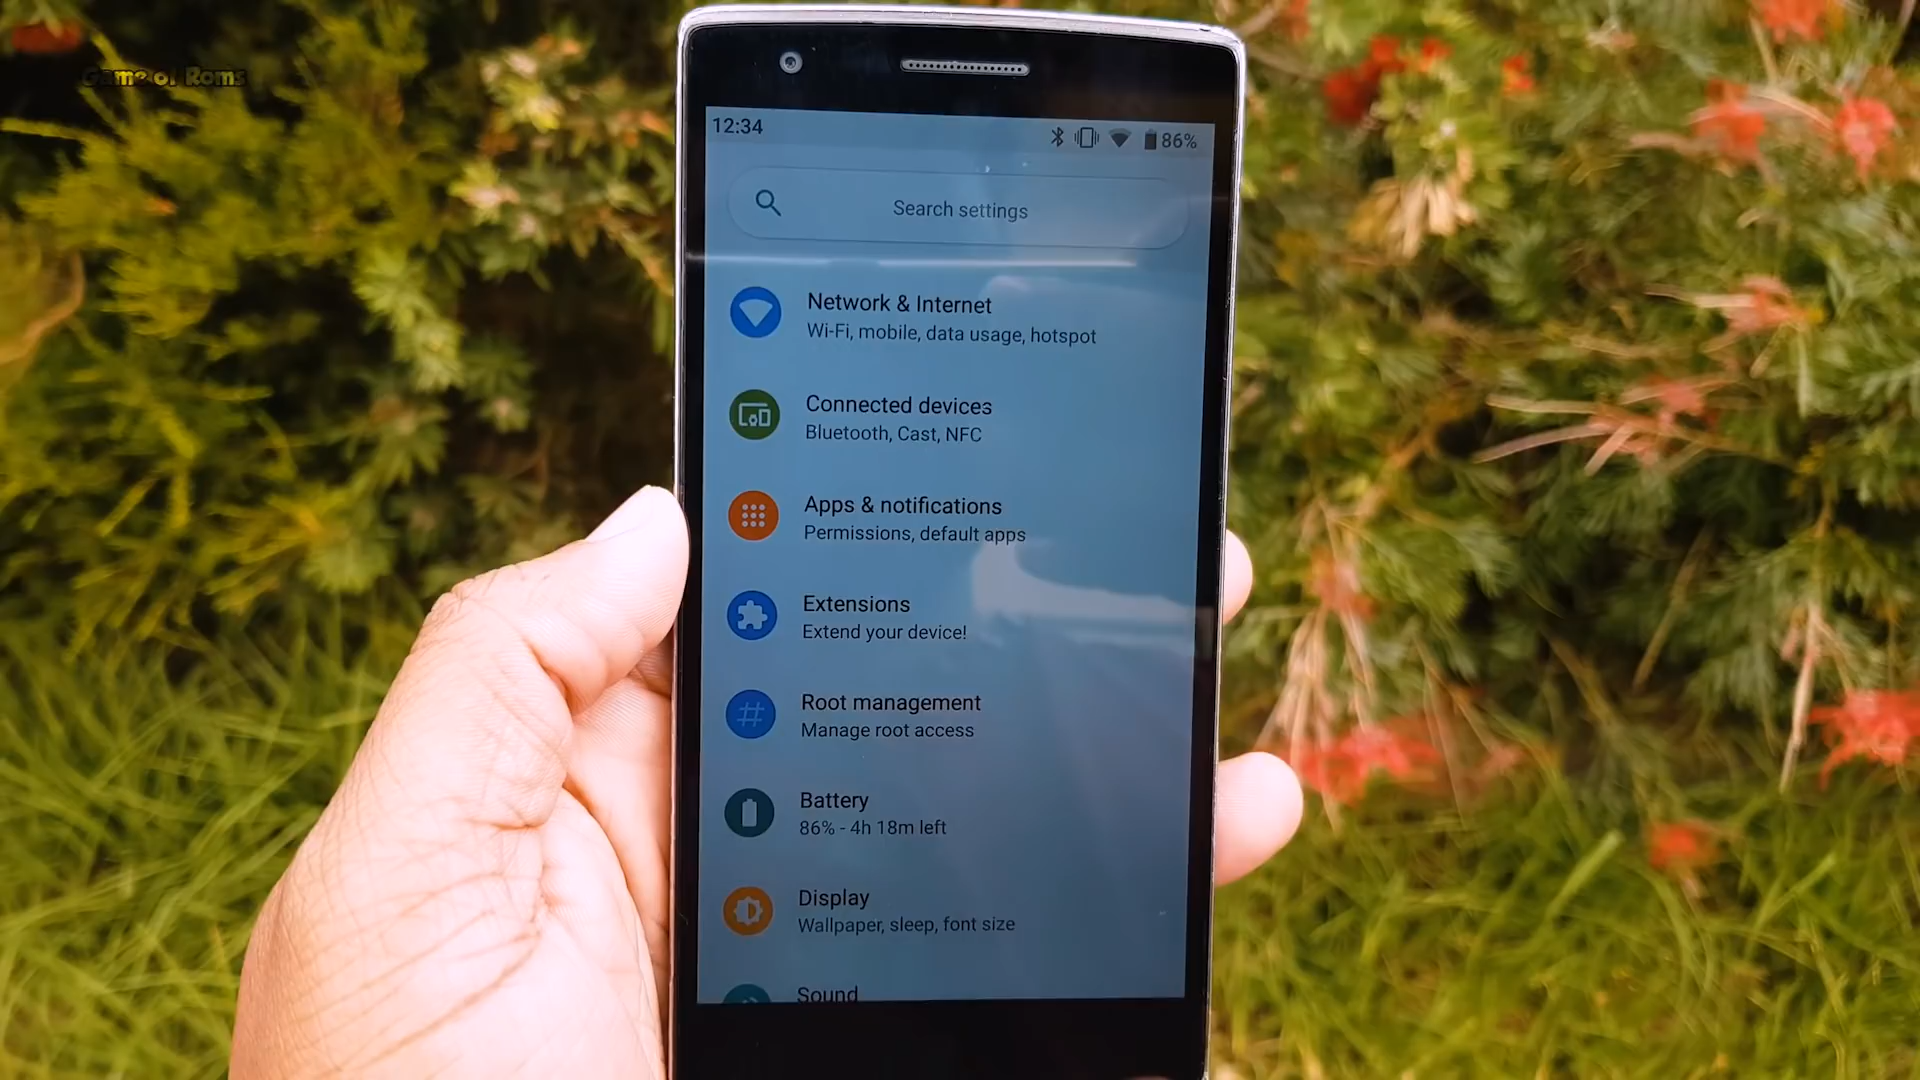 Game of Roms
12:34
86%
Search settings
Network & Internet
Wi-Fi, mobile, data usage, hotspot
Connected devices
Bluetooth, Cast, NFC
Apps & notifications
Permissions, default apps
Extensions
Extend your device!
Root management
Manage root access
Battery
86% - 4h 18m left
Display
Wallpaper, sleep, font size
Sound